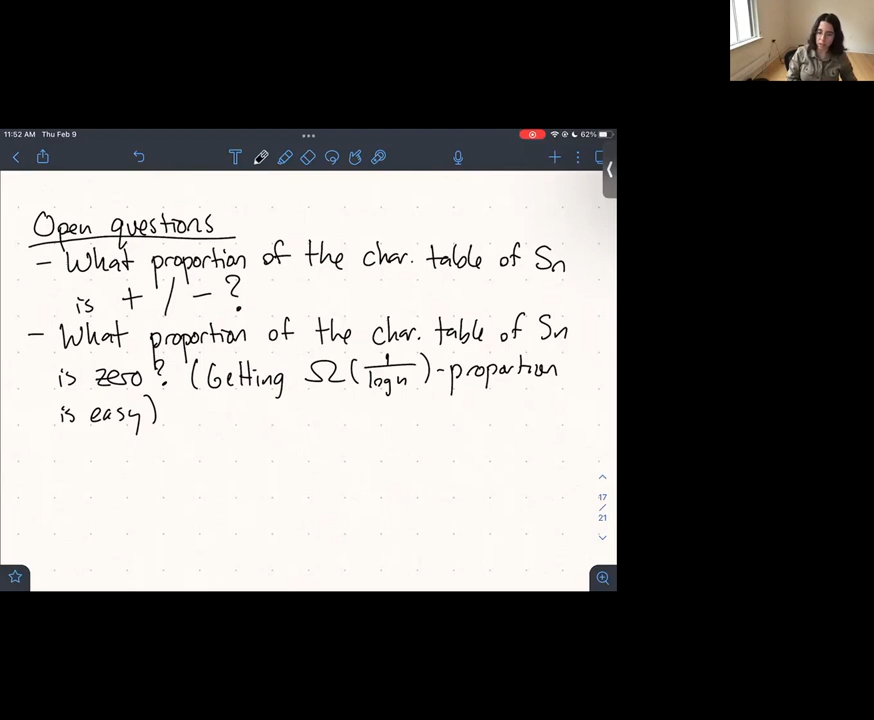 11:52 AM Thu Feb 9
62%
Open questions
- What proportion of the char. table of Sn
is + / - ?
- What proportion of the char. table of Sn
is zero? (Getting Ω(1/log n)-proportion
is easy)
17
/
21